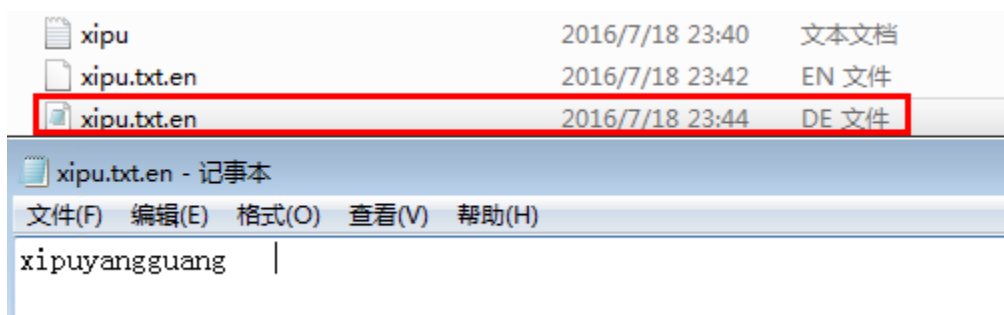 xipu 2016/7/18 23:40 文本文档
xipu.txt.en 2016/7/18 23:42 EN 文件
xipu.txt.en 2016/7/18 23:44 DE 文件
xipu.txt.en - 记事本
文件(F) 编辑(E) 格式(O) 查看(V) 帮助(H)
xipuyangguang